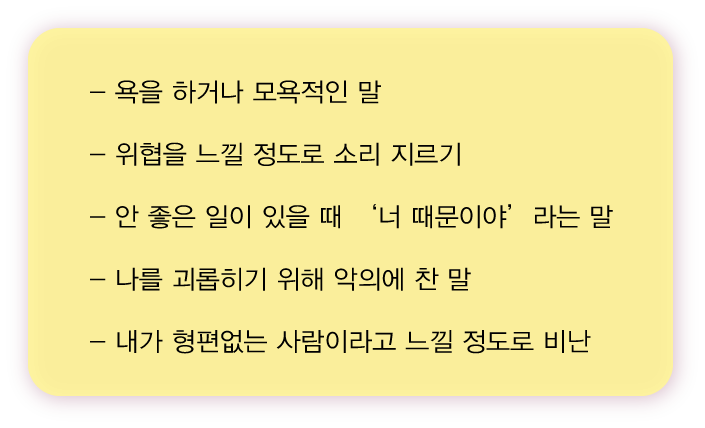 – 욕을 하거나 모욕적인 말
– 위협을 느낄 정도로 소리 지르기
– 안 좋은 일이 있을 때 ‘너 때문이야’ 라는 말
– 나를 괴롭히기 위해 악의에 찬 말
– 내가 형편없는 사람이라고 느낄 정도로 비난